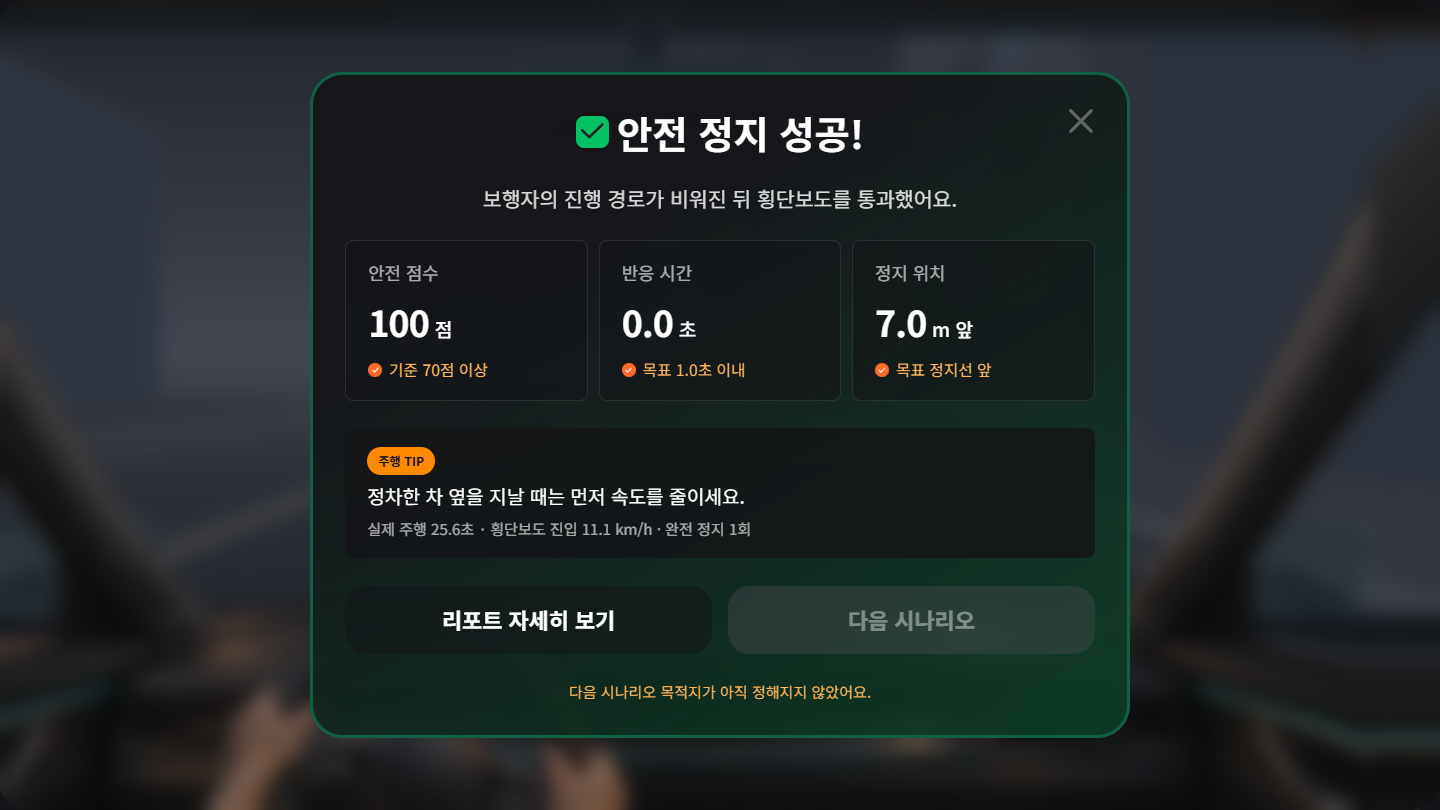 안전 정지 성공!
보행자의 진행 경로가 비워진 뒤 횡단보도를 통과했어요.
안전 점수
100 점
기준 70점 이상
반응 시간
0.0 초
목표 1.0초 이내
정지 위치
7.0 m 앞
목표 정지선 앞
주행 TIP
정차한 차 옆을 지날 때는 먼저 속도를 줄이세요.
실제 주행 25.6초 · 횡단보도 진입 11.1 km/h · 완전 정지 1회
리포트 자세히 보기
다음 시나리오
다음 시나리오 목적지가 아직 정해지지 않았어요.